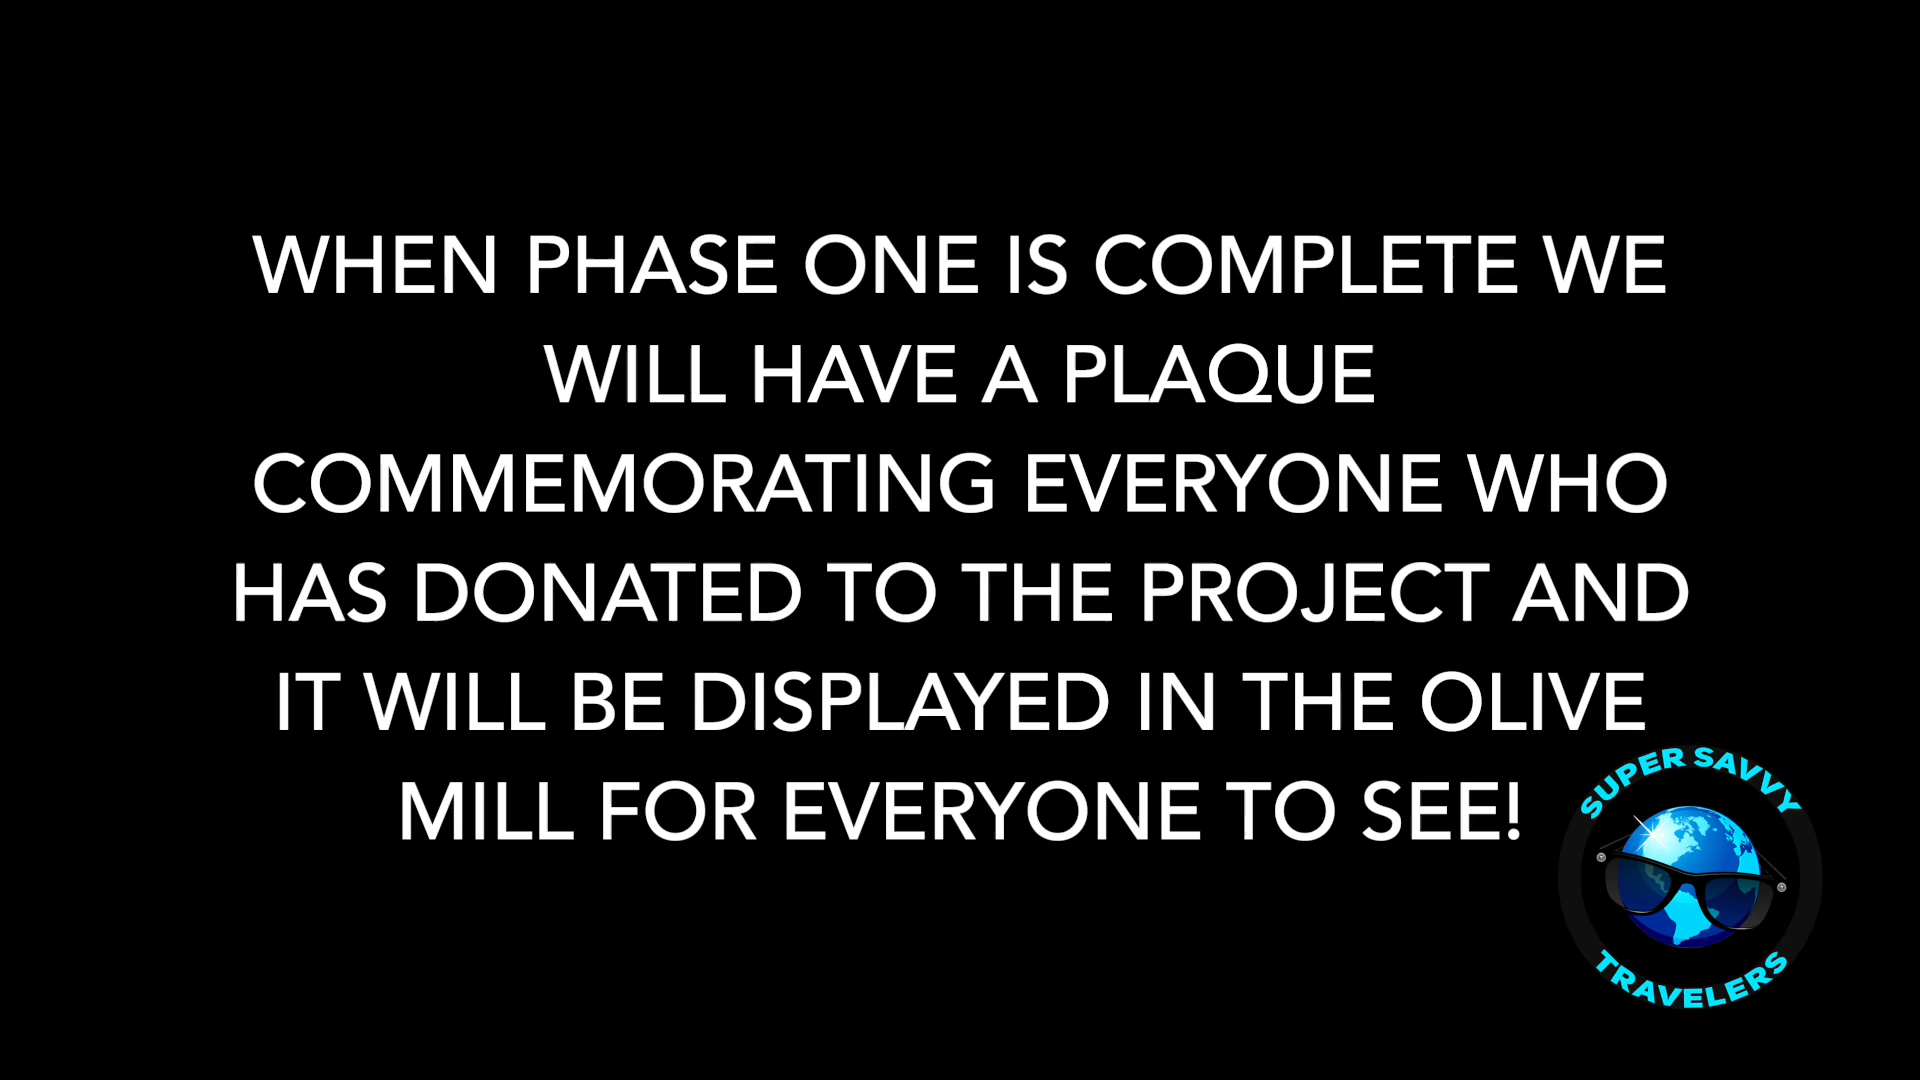 WHEN PHASE ONE IS COMPLETE WE
WILL HAVE A PLAQUE
COMMEMORATING EVERYONE WHO
HAS DONATED TO THE PROJECT AND
IT WILL BE DISPLAYED IN THE OLIVE
MILL FOR EVERYONE TO SEE!
SUPER SAVVY
TRAVELERS